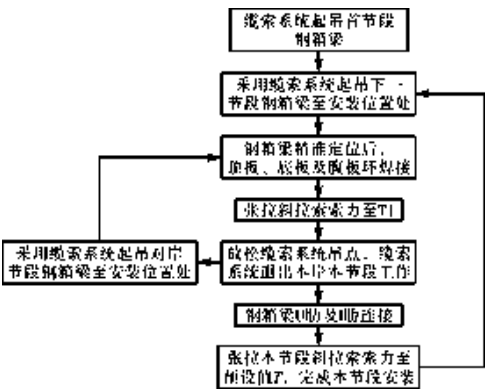 缆索系统起吊首节段
钢箱梁
采用缆索系统起吊下一
节段钢箱梁至安装位置处
钢箱梁精准定位后，
顶板、底板及腹板环焊接
张拉斜拉索索力至T1
采用缆索系统起吊对岸
节段钢箱梁至安装位置处
放松缆索系统吊点，缆索
系统退出本岸本节段工作
钢箱梁U肋及I肋连接
张拉本节段斜拉索索力至
预设值T，完成本节段安装